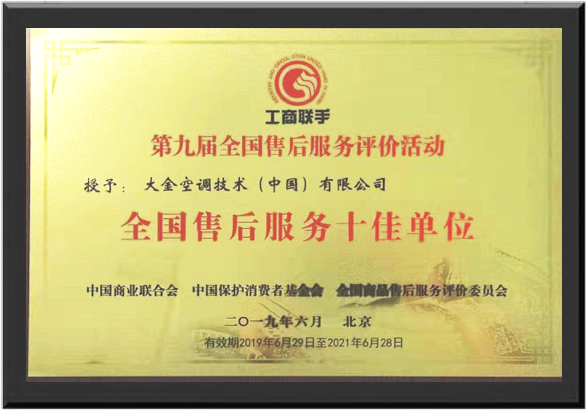 工商联手
第九届全国售后服务评价活动
授予：大金空调技术（中国）有限公司
全国售后服务十佳单位
中国商业联合会 中国保护消费者基金会 全国商品售后服务评价委员会
二〇一九年六月 北京
有效期2019年6月29日至2021年6月28日